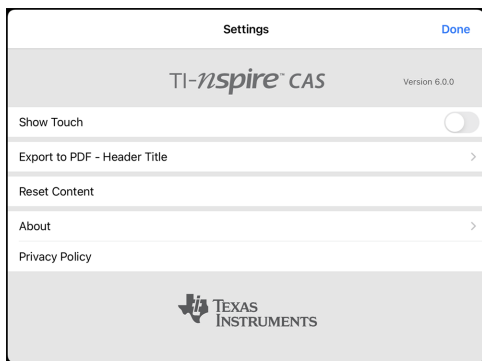 Settings
Done
TI-nspire™ CAS
Version 6.0.0
Show Touch
Export to PDF - Header Title
Reset Content
About
Privacy Policy
TEXAS
INSTRUMENTS